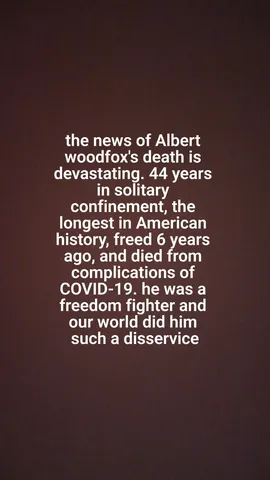 the news of Albert
woodfox's death is
devastating. 44 years
in solitary
confinement, the
longest in American
history, freed 6 years
ago, and died from
complications of
COVID-19. he was a
freedom fighter and
our world did him
such a disservice